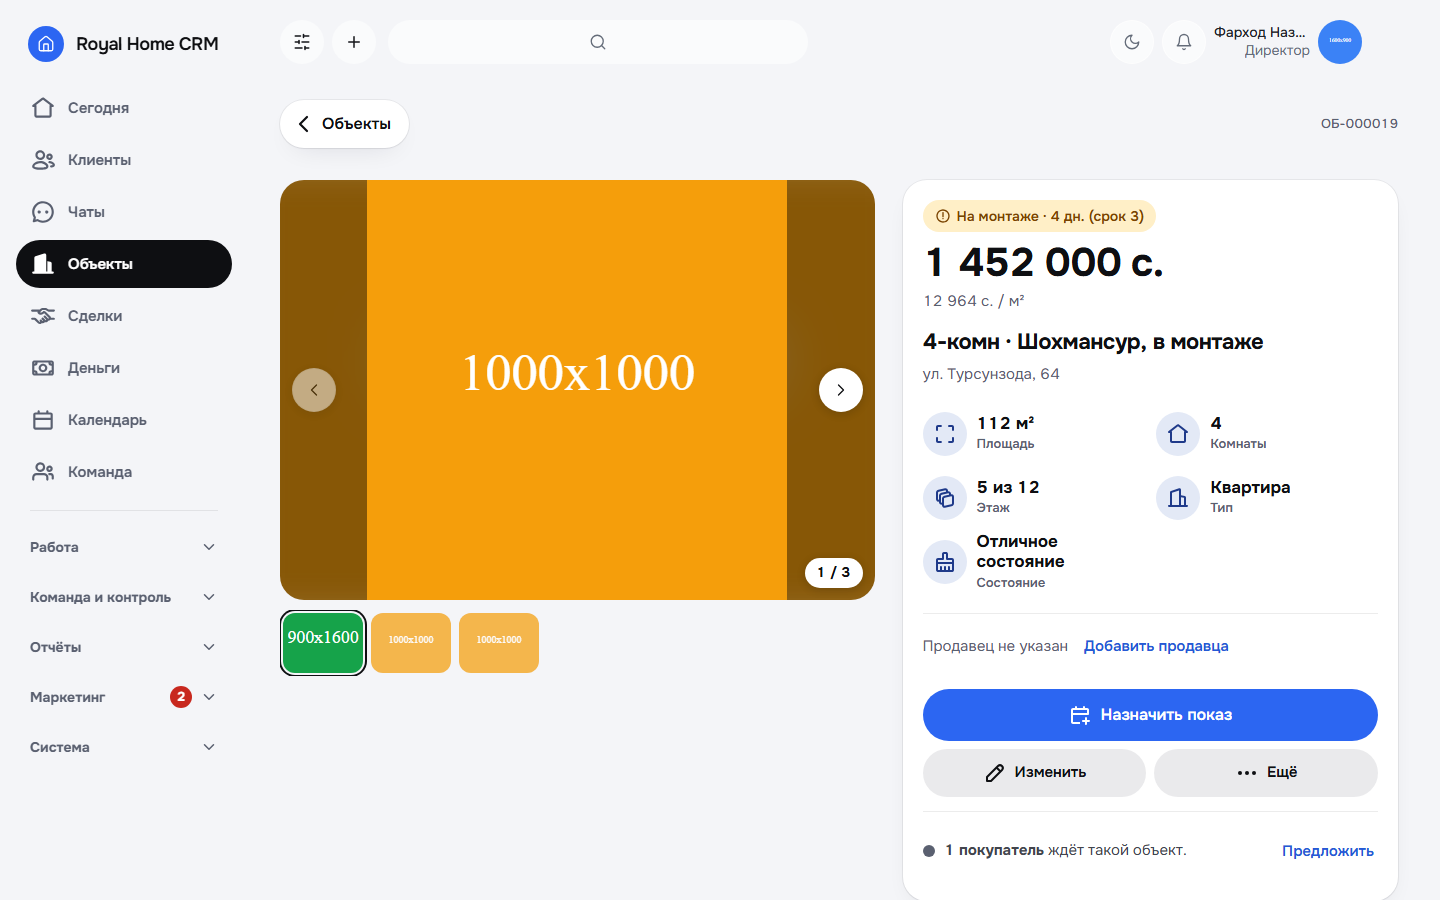 Royal Home CRM
Фарход Наз...
Директор
1600x900
Сегодня
Клиенты
Чаты
Объекты
Сделки
Деньги
Календарь
Команда
Работа
Команда и контроль
Отчёты
Маркетинг
2
Система
Объекты
ОБ-000019
1000x1000
1 / 3
900x1600
1000x1000
1000x1000
На монтаже · 4 дн. (срок 3)
1 452 000 с.
12 964 с. / м²
4-комн · Шохмансур, в монтаже
ул. Турсунзода, 64
112 м²
Площадь
4
Комнаты
5 из 12
Этаж
Квартира
Тип
Отличное
состояние
Состояние
Продавец не указан Добавить продавца
Назначить показ
Изменить
Ещё
1 покупатель ждёт такой объект.
Предложить